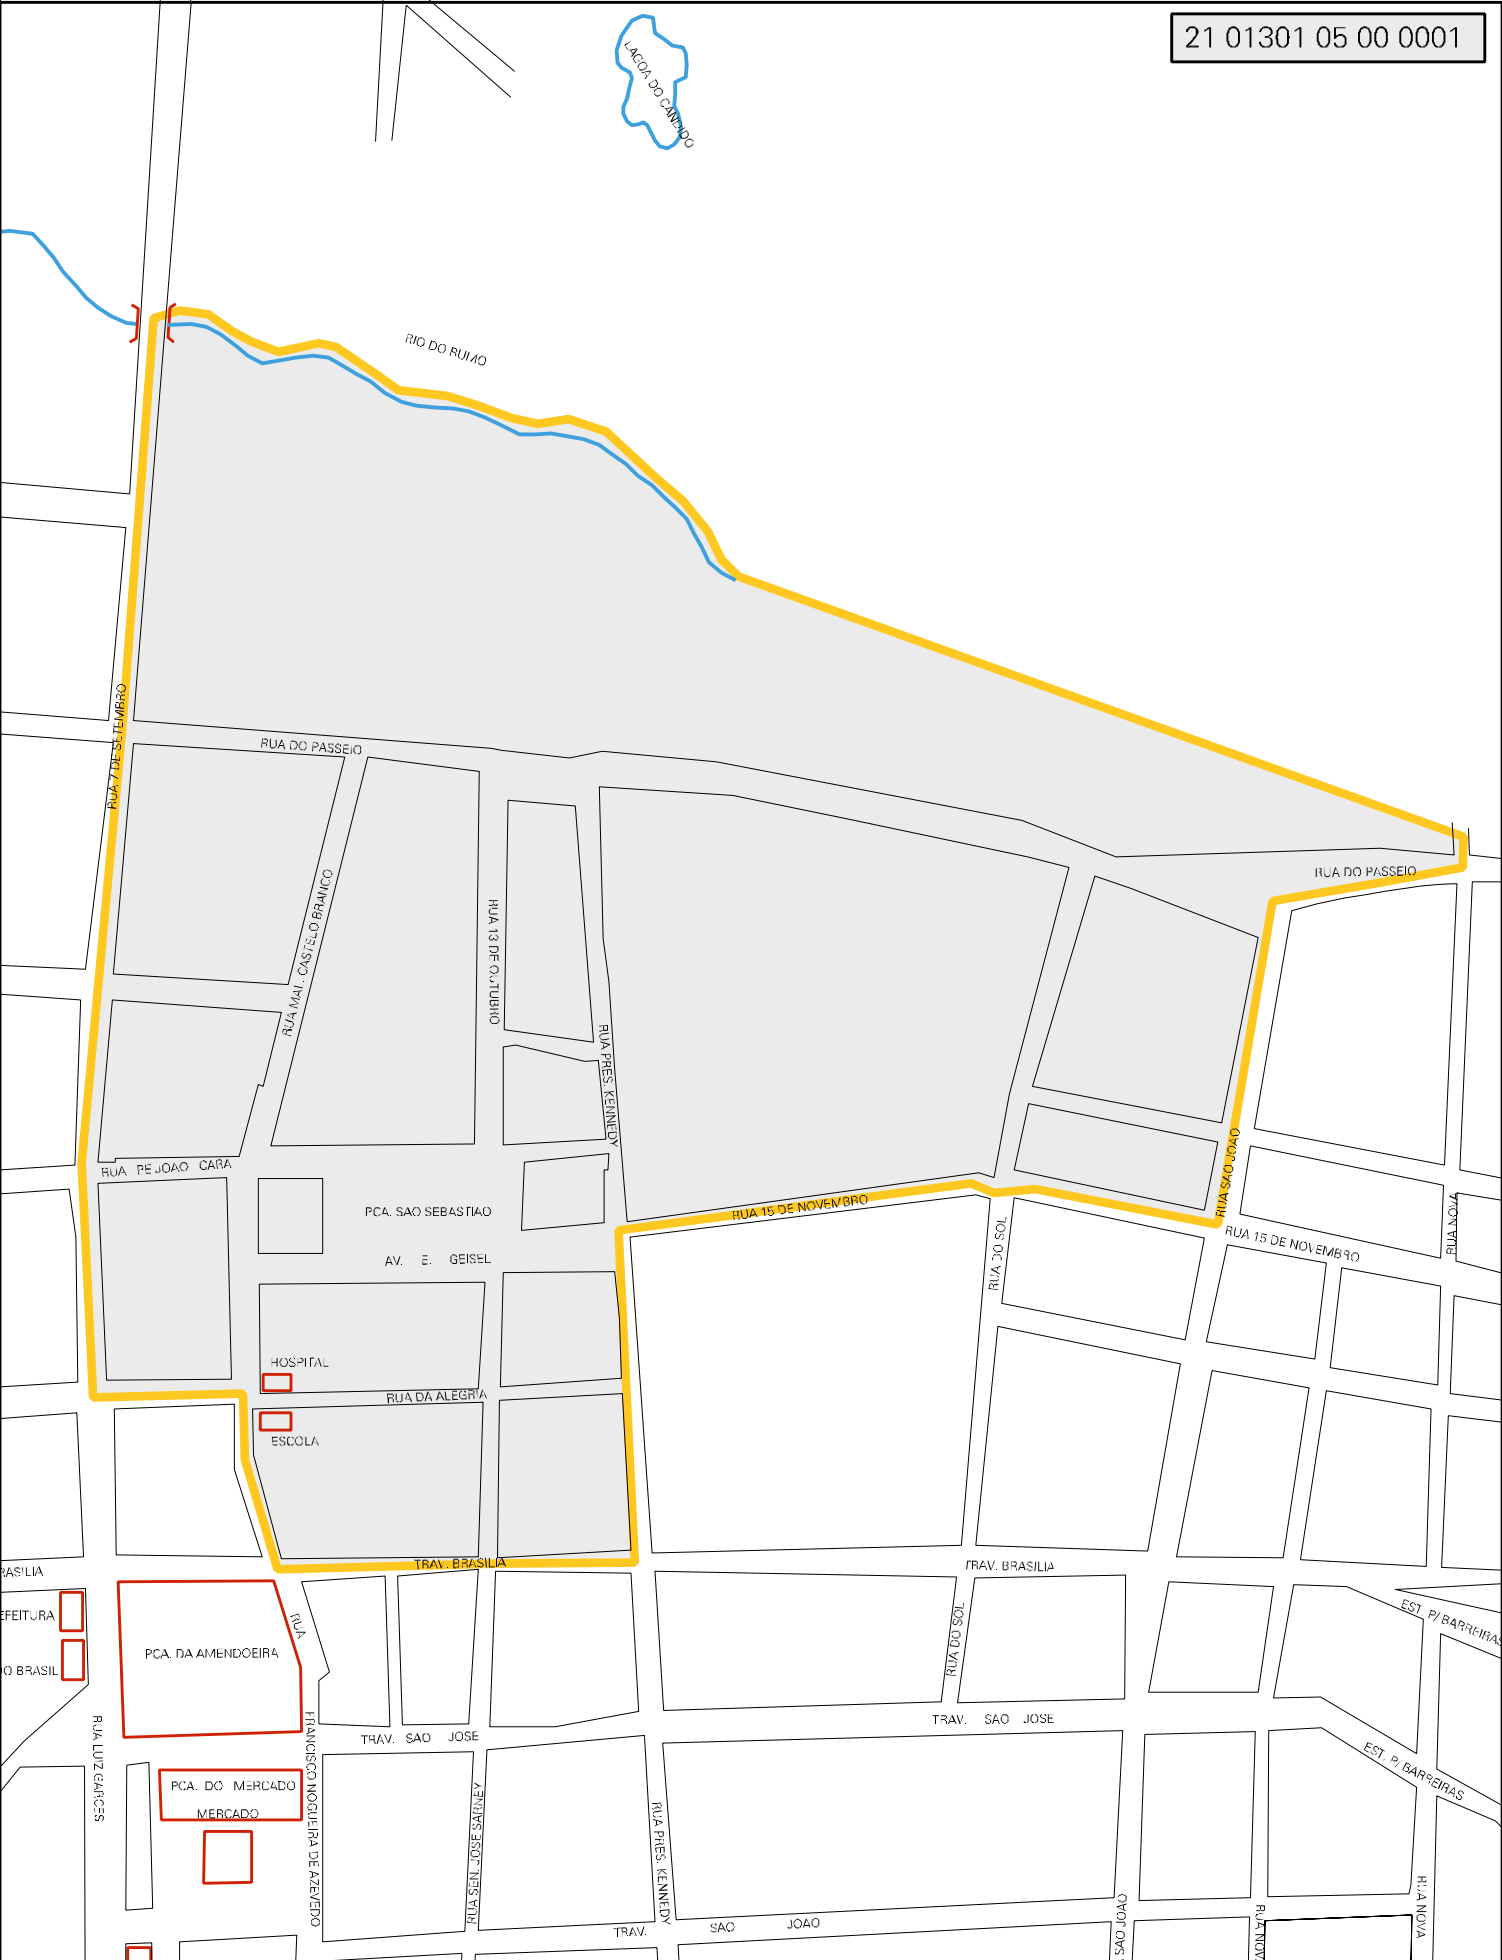 21 01301 05 00 0001
LAGOA DO CANDIDO
RIO DO RUMO
RUA 7 DE SETEMBRO
RUA DO PASSEIO
RUA DO PASSEIO
RUA MAL. CASTELO BRANCO
RUA 13 DE OUTUBRO
RUA PRES. KENNEDY
RUA PE JOAO CARA
PCA. SAO SEBASTIAO
RUA 15 DE NOVEMBRO
RUA SAO JOAO
RUA 15 DE NOVEMBRO
RUA NOVA
RUA DO SOL
AV. E. GEISEL
HOSPITAL
RUA DA ALEGRIA
ESCOLA
TRAV. BRASILIA
TRAV. BRASILIA
RASILIA
EFEITURA
DO BRASIL
PCA. DA AMENDOEIRA
RUA
FRANCISCO NOGUEIRA DE AZEVEDO
RUA DO SOL
EST. P/ BARREIRAS
TRAV. SAO JOSE
TRAV. SAO JOSE
EST. P/ BARREIRAS
RUA LUIZ GARCES
PCA. DO MERCADO
MERCADO
RUA SEN. JOSE SARNEY
RUA PRES. KENNEDY
TRAV. SAO JOAO
SAO JOAO
RUA NOV
RUA NOVA